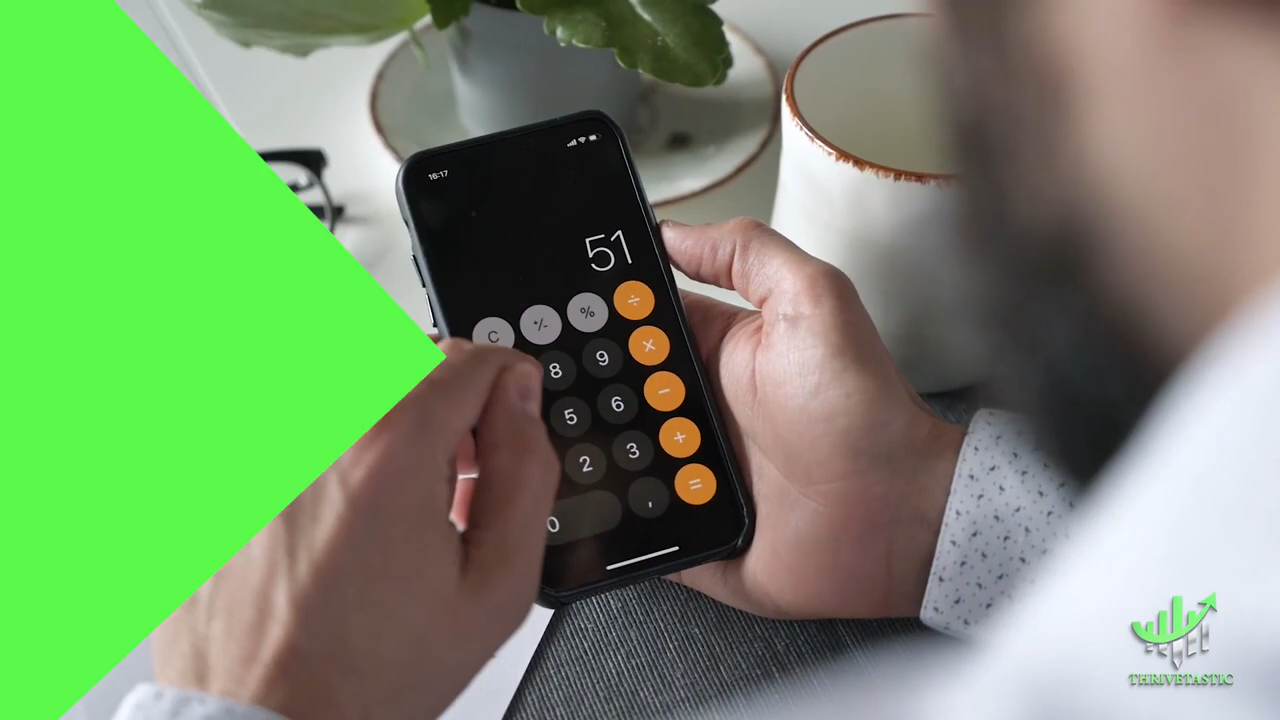 16:17
51
C +/- % ÷
8 9 ×
5 6 −
2 3 +
0 , =
THRIVETASTIC